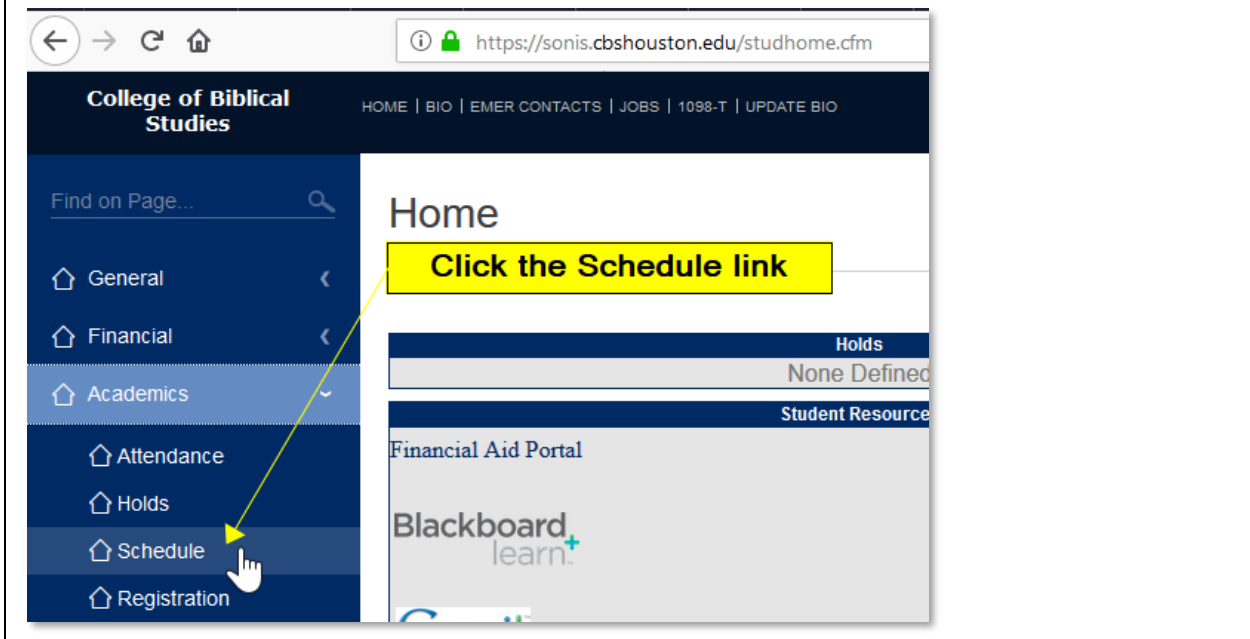 https://sonis.cbshouston.edu/studhome.cfm
College of Biblical
Studies
HOME | BIO | EMER CONTACTS | JOBS | 1098-T | UPDATE BIO
Find on Page...
Home
Click the Schedule link
General
Financial
Academics
Attendance
Holds
Schedule
Registration
Holds
None Defined
Student Resource
Financial Aid Portal
Blackboard
learn